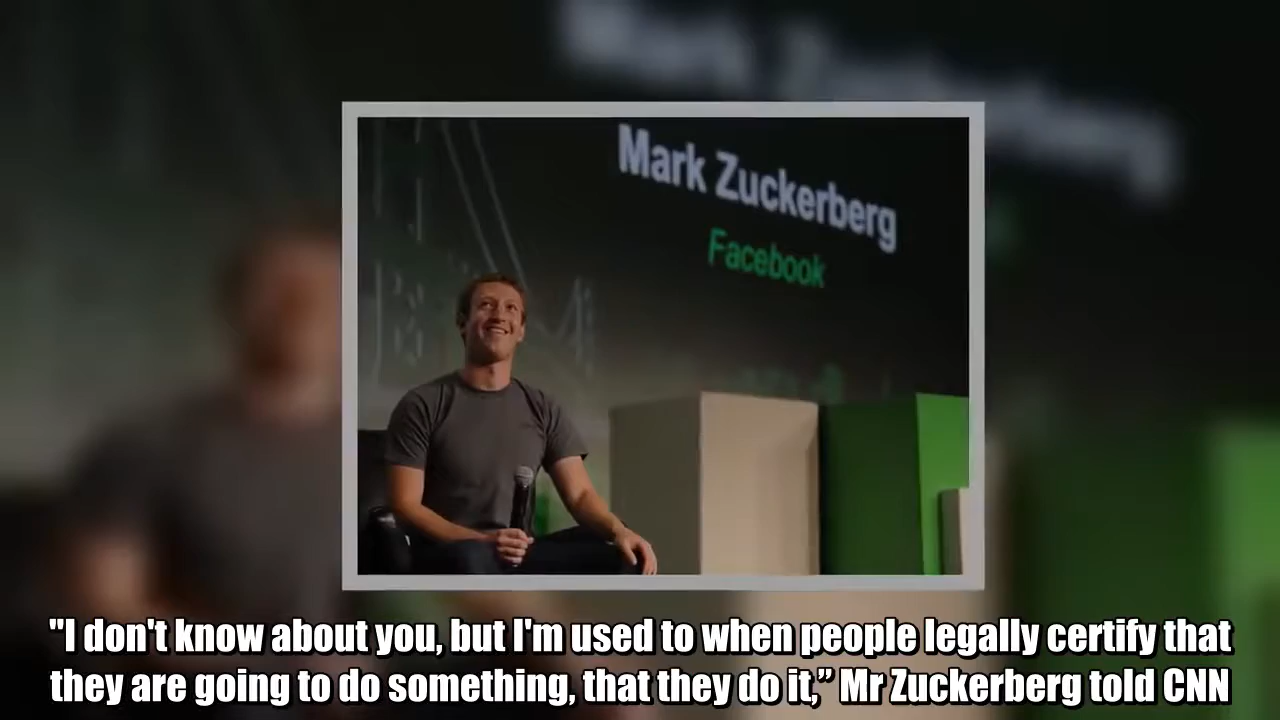 Mark Zuckerberg
Facebook
"I don't know about you, but I'm used to when people legally certify that
they are going to do something, that they do it,” Mr Zuckerberg told CNN